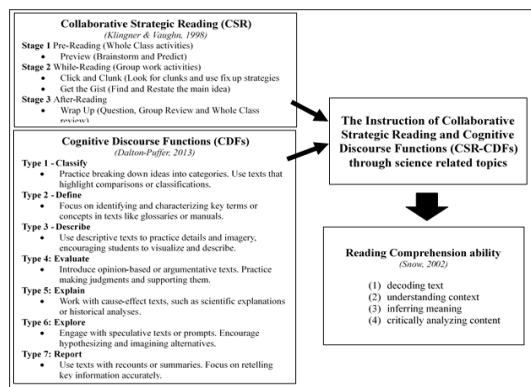 Collaborative Strategic Reading (CSR)
(Klingner & Vaughn, 1998)
Stage 1 Pre-Reading (Whole Class activities)
• Preview (Brainstorm and Predict)
Stage 2 While-Reading (Group work activities)
• Click and Clunk (Look for clunks and use fix up strategies
• Get the Gist (Find and Restate the main idea)
Stage 3 After-Reading
• Wrap Up (Question, Group Review and Whole Class
review)
Cognitive Discourse Functions (CDFs)
(Dalton-Puffer, 2013)
Type 1 - Classify
• Practice breaking down ideas into categories. Use texts that
highlight comparisons or classifications.
Type 2 - Define
• Focus on identifying and characterizing key terms or
concepts in texts like glossaries or manuals.
Type 3 - Describe
• Use descriptive texts to practice details and imagery,
encouraging students to visualize and describe.
Type 4: Evaluate
• Introduce opinion-based or argumentative texts. Practice
making judgments and supporting them.
Type 5: Explain
• Work with cause-effect texts, such as scientific explanations
or historical analyses.
Type 6: Explore
• Engage with speculative texts or prompts. Encourage
hypothesizing and imagining alternatives.
Type 7: Report
• Use texts with recounts or summaries. Focus on retelling
key information accurately.
The Instruction of Collaborative
Strategic Reading and Cognitive
Discourse Functions (CSR-CDFs)
through science related topics
Reading Comprehension ability
(Snow, 2002)
(1) decoding text
(2) understanding context
(3) inferring meaning
(4) critically analyzing content